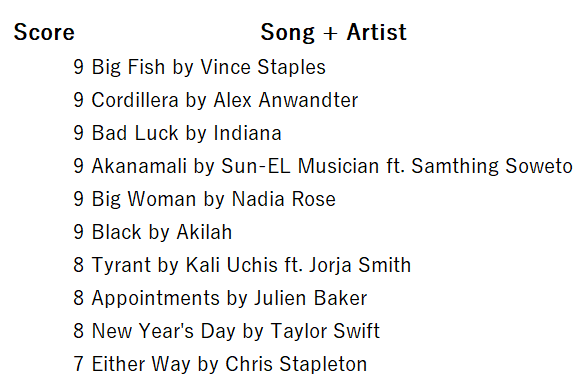 Score Song + Artist
9 Big Fish by Vince Staples
9 Cordillera by Alex Anwandter
9 Bad Luck by Indiana
9 Akanamali by Sun-EL Musician ft. Samthing Soweto
9 Big Woman by Nadia Rose
9 Black by Akilah
8 Tyrant by Kali Uchis ft. Jorja Smith
8 Appointments by Julien Baker
8 New Year's Day by Taylor Swift
7 Either Way by Chris Stapleton